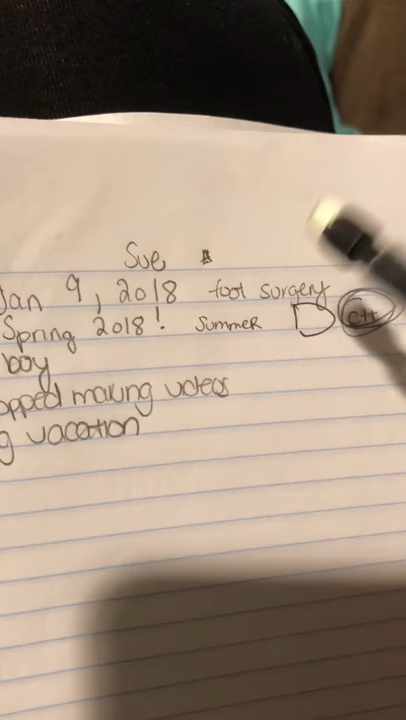 Sue
Jan 9, 2018 foot surgery
Spring 2018! Summer D C++
boy
opped making videos
g vacation